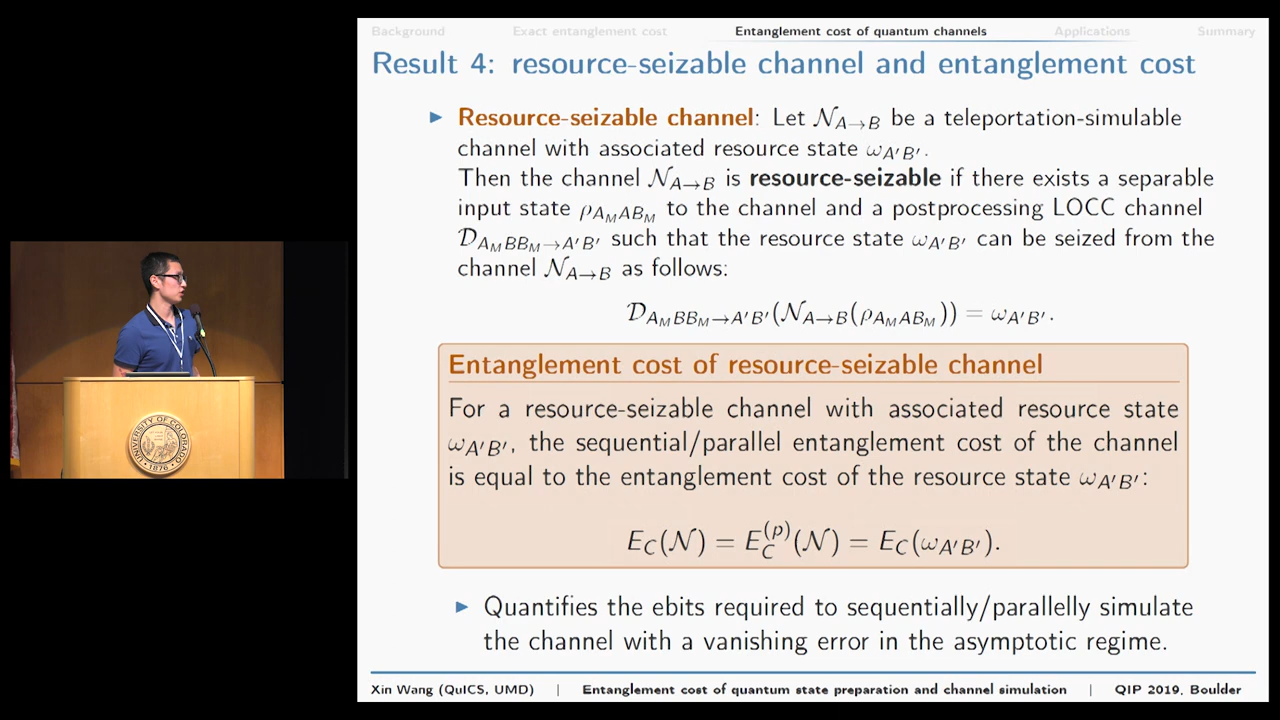 Background Exact entanglement cost Entanglement cost of quantum channels Applications Summary
Result 4: resource-seizable channel and entanglement cost
▶ Resource-seizable channel: Let 𝒩_{A→B} be a teleportation-simulable
channel with associated resource state ω_{A′B′}.
Then the channel 𝒩_{A→B} is resource-seizable if there exists a separable
input state ρ_{A_M AB_M} to the channel and a postprocessing LOCC channel
𝒟_{A_M BB_M→A′B′} such that the resource state ω_{A′B′} can be seized from the
channel 𝒩_{A→B} as follows:
𝒟_{A_M BB_M→A′B′}(𝒩_{A→B}(ρ_{A_M AB_M})) = ω_{A′B′}.
Entanglement cost of resource-seizable channel
For a resource-seizable channel with associated resource state
ω_{A′B′}, the sequential/parallel entanglement cost of the channel
is equal to the entanglement cost of the resource state ω_{A′B′}:
E_C(𝒩) = E_C^{(p)}(𝒩) = E_C(ω_{A′B′}).
▶ Quantifies the ebits required to sequentially/parallelly simulate
the channel with a vanishing error in the asymptotic regime.
Xin Wang (QuICS, UMD) | Entanglement cost of quantum state preparation and channel simulation | QIP 2019, Boulder
UNIVERSITY OF COLORADO
1876